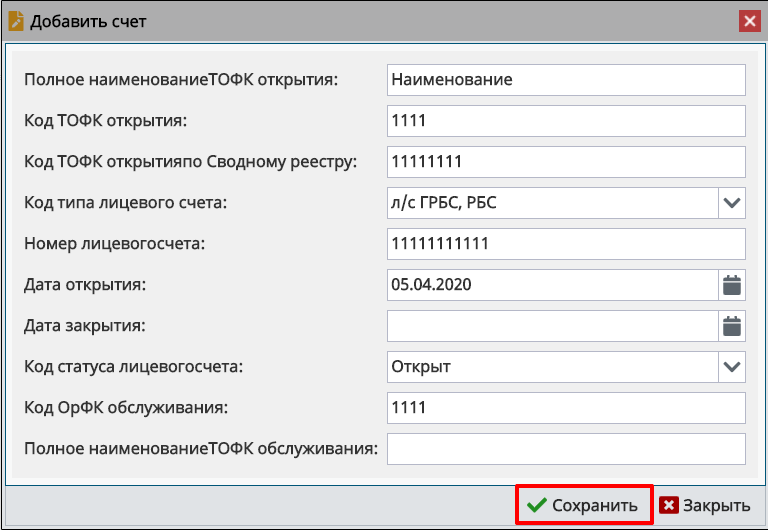 Добавить счет
Полное наименованиеТОФК открытия: Наименование
Код ТОФК открытия: 1111
Код ТОФК открытияпо Сводному реестру: 11111111
Код типа лицевого счета: л/с ГРБС, РБС
Номер лицевогосчета: 11111111111
Дата открытия: 05.04.2020
Дата закрытия:
Код статуса лицевогосчета: Открыт
Код ОрФК обслуживания: 1111
Полное наименованиеТОФК обслуживания:
Сохранить Закрыть